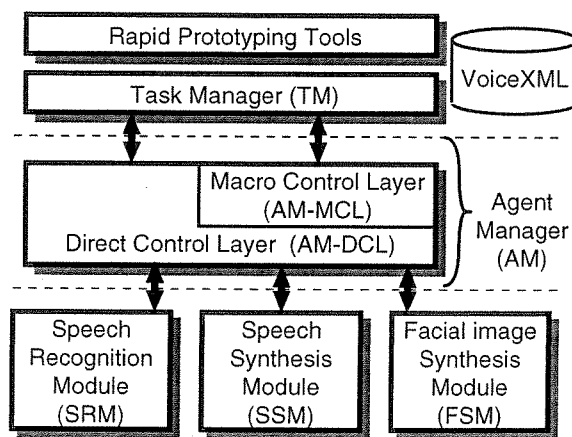 Rapid Prototyping Tools
Task Manager (TM)
VoiceXML
Macro Control Layer
(AM-MCL)
Direct Control Layer (AM-DCL)
Agent
Manager
(AM)
Speech
Recognition
Module
(SRM)
Speech
Synthesis
Module
(SSM)
Facial image
Synthesis
Module
(FSM)